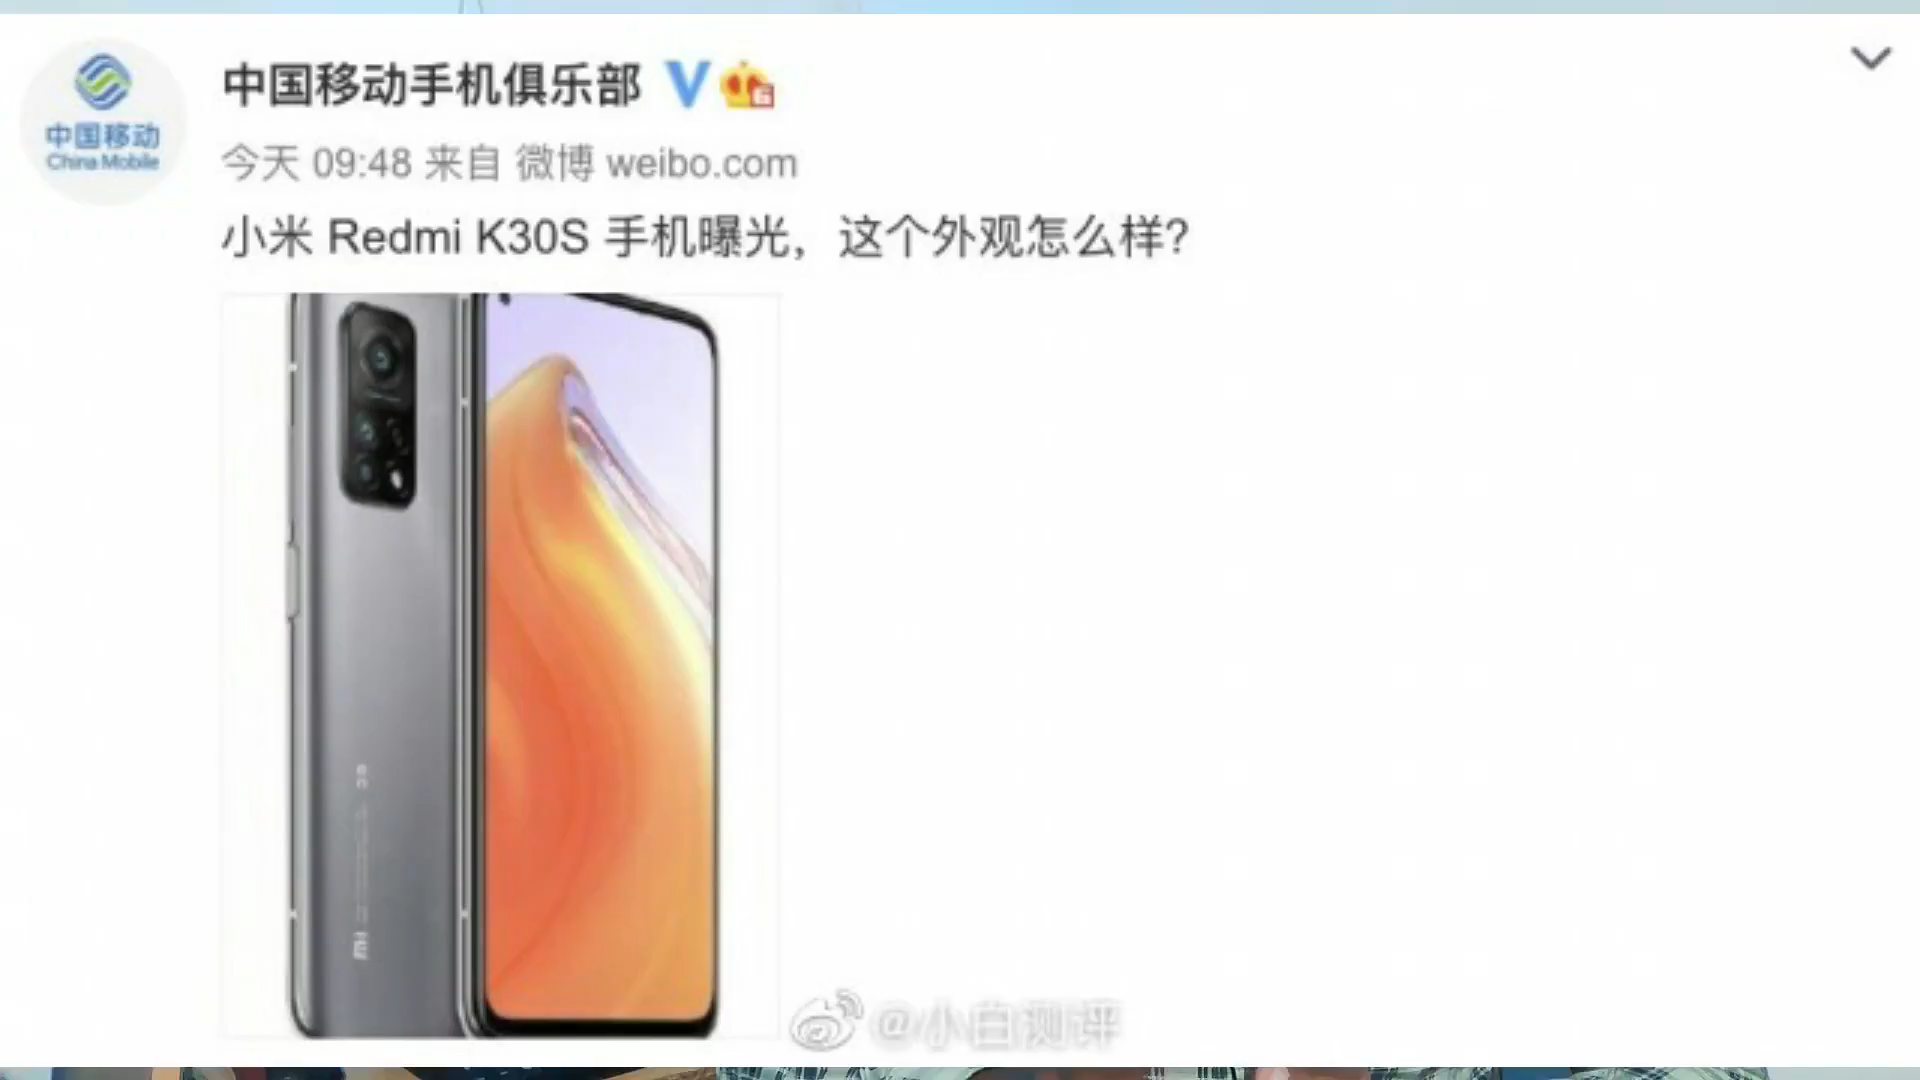 中国移动手机俱乐部
中国移动
China Mobile
今天 09:48 来自 微博 weibo.com
小米 Redmi K30S 手机曝光，这个外观怎么样?
@小白测评